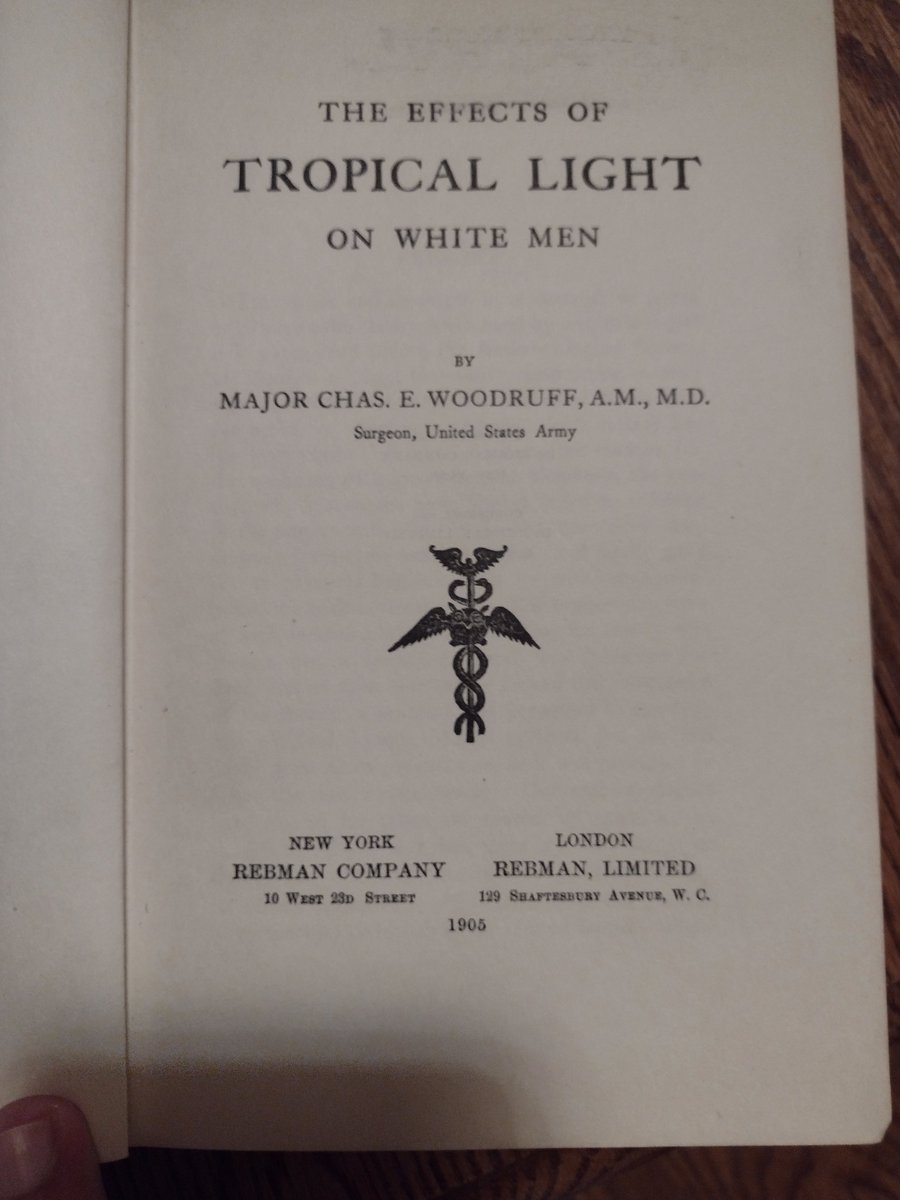 THE EFFECTS OF
TROPICAL LIGHT
ON WHITE MEN
BY
MAJOR CHAS. E. WOODRUFF, A.M., M.D.
Surgeon, United States Army
NEW YORK
REBMAN COMPANY
10 WEST 23D STREET
LONDON
REBMAN, LIMITED
129 SHAFTESBURY AVENUE, W. C.
1905